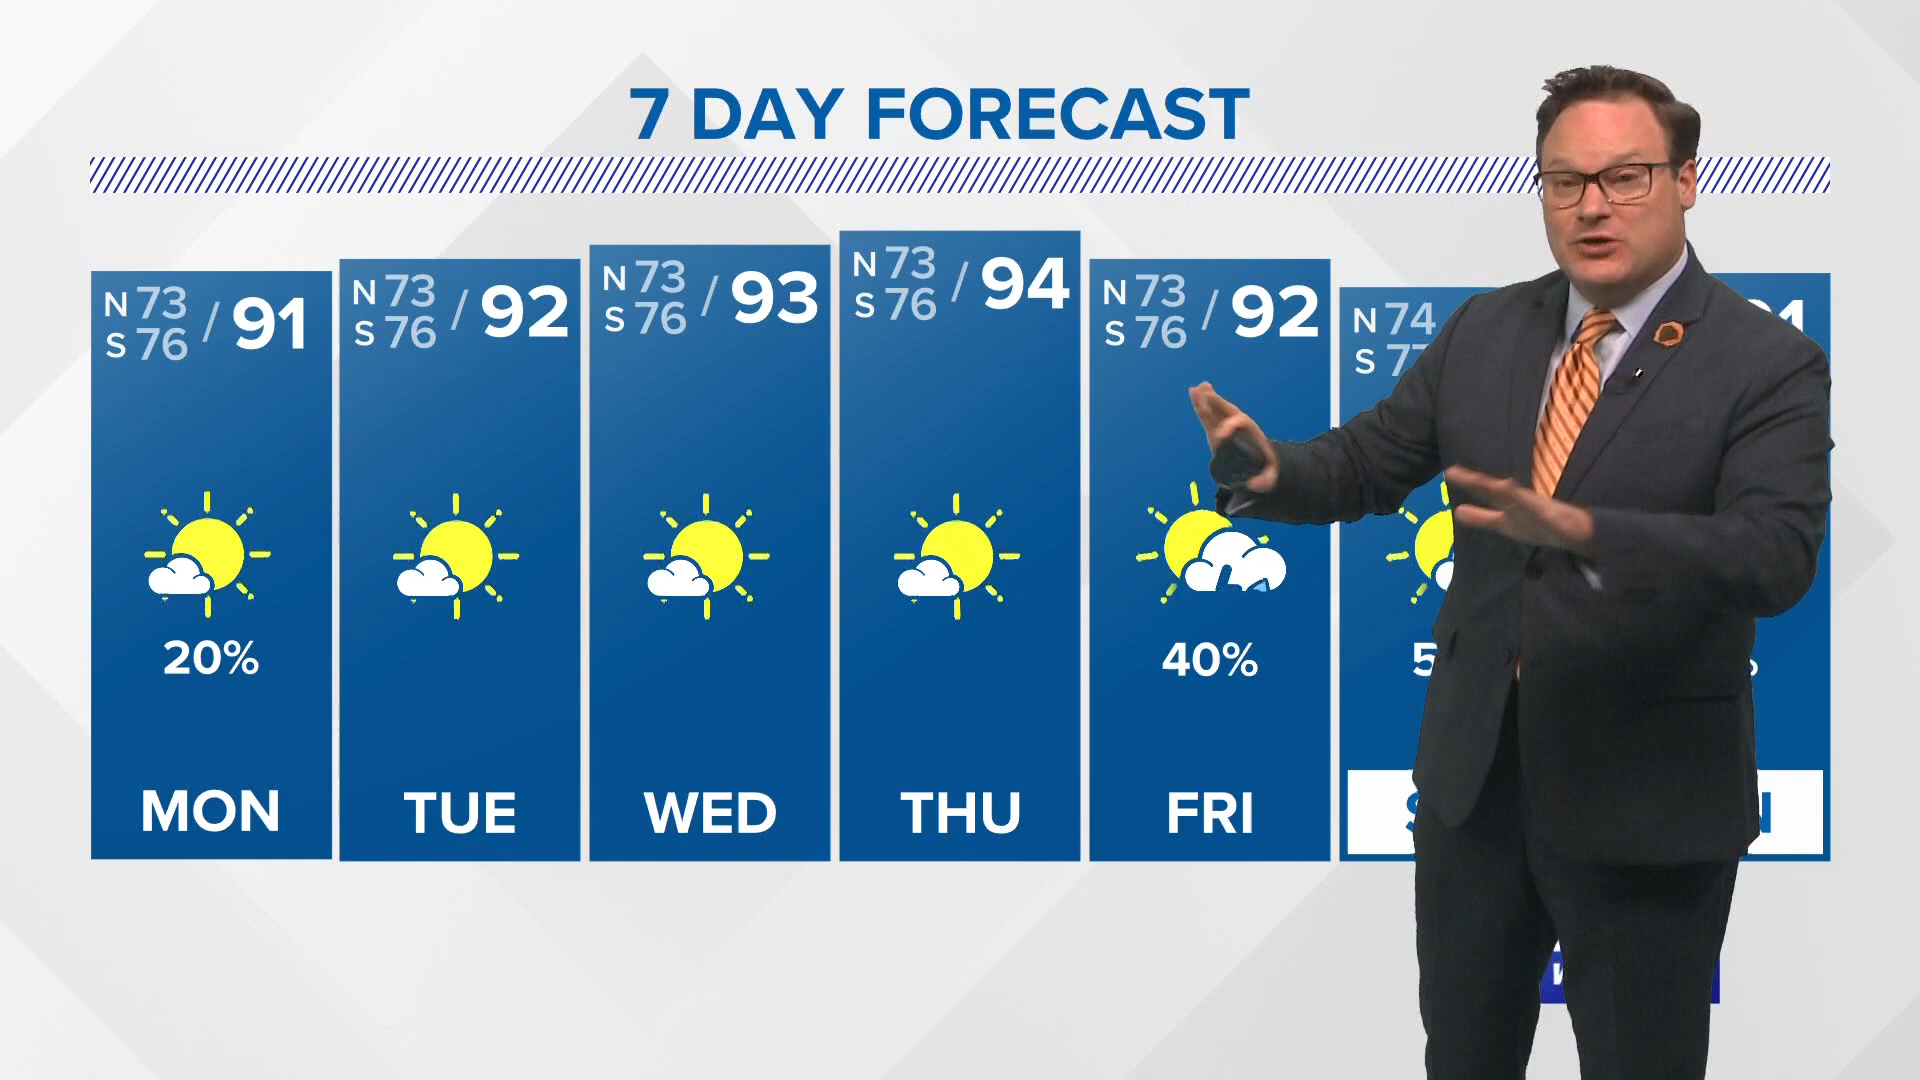 7 DAY FORECAST
N 73 / 91
S 76
20%
MON
N 73 / 92
S 76
TUE
N 73 / 93
S 76
WED
N 73 / 94
S 76
THU
N 73 / 92
S 76
40%
FRI
N 74
S